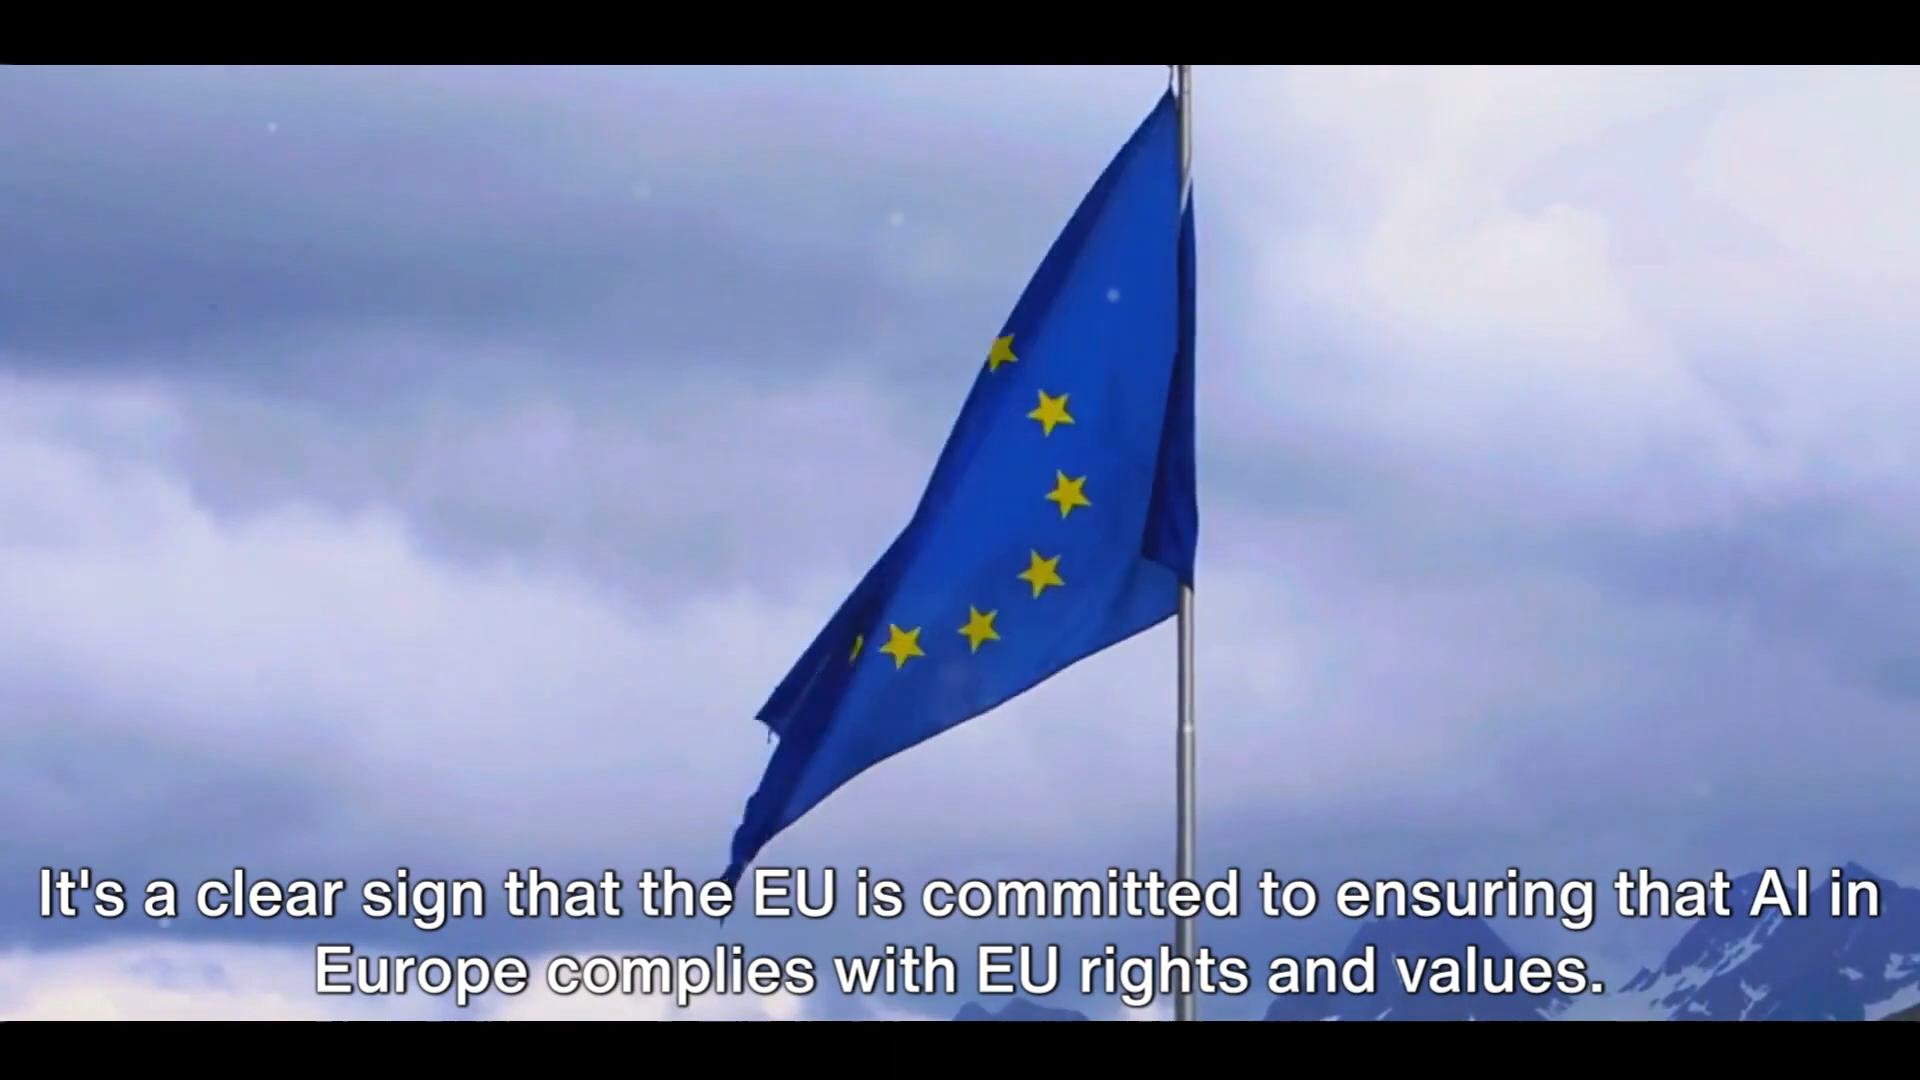 It's a clear sign that the EU is committed to ensuring that AI in
Europe complies with EU rights and values.